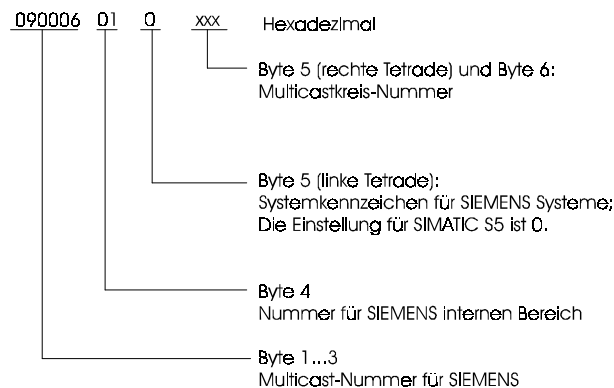 090006 01 0 xxx Hexadezimal
Byte 5 (rechte Tetrade) und Byte 6:
Multicastkreis-Nummer
Byte 5 (linke Tetrade):
Systemkennzeichen für SIEMENS Systeme;
Die Einstellung für SIMATIC S5 ist 0.
Byte 4
Nummer für SIEMENS internen Bereich
Byte 1...3
Multicast-Nummer für SIEMENS